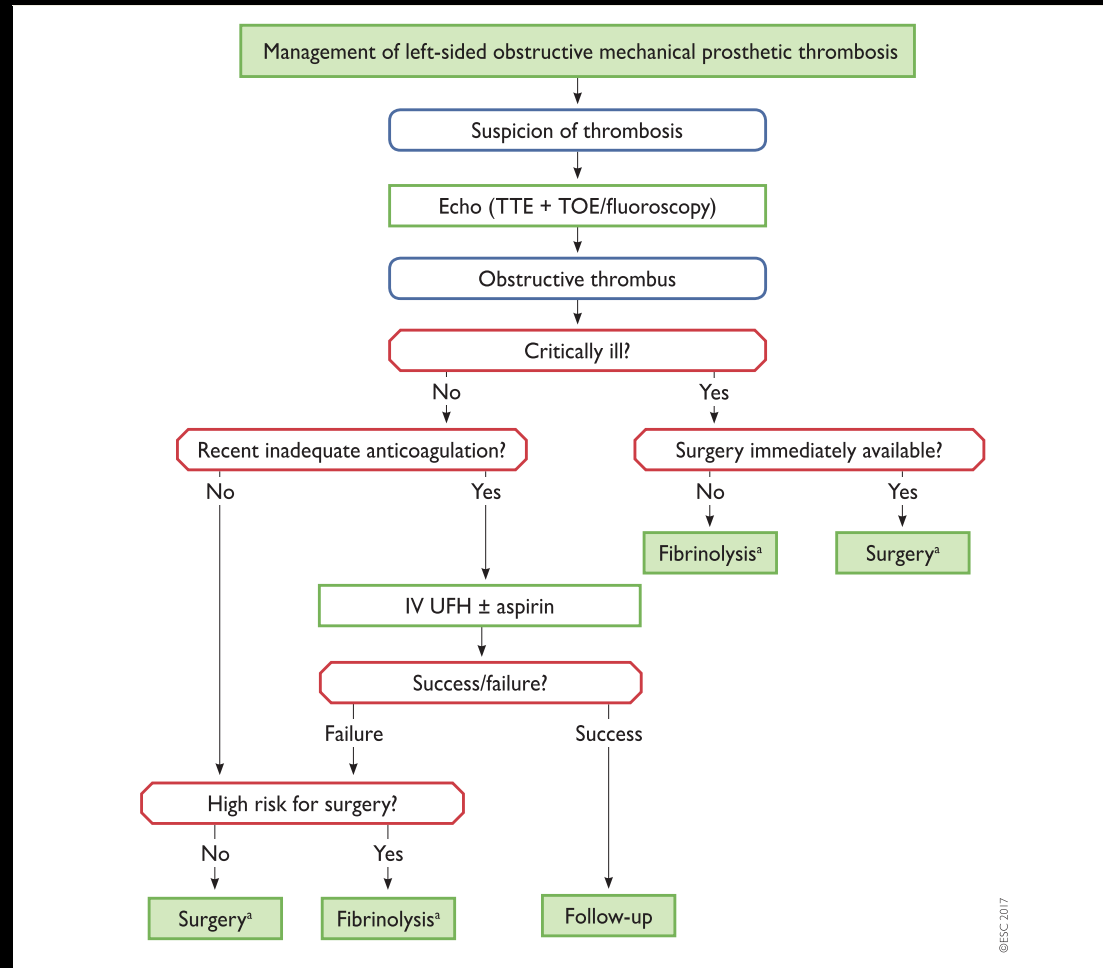 Management of left-sided obstructive mechanical prosthetic thrombosis
Suspicion of thrombosis
Echo (TTE + TOE/fluoroscopy)
Obstructive thrombus
Critically ill?
No
Yes
Recent inadequate anticoagulation?
Surgery immediately available?
No
Yes
No
Yes
Fibrinolysisᵃ
Surgeryᵃ
IV UFH ± aspirin
Success/failure?
Failure
Success
High risk for surgery?
No
Yes
Surgeryᵃ
Fibrinolysisᵃ
Follow-up
©ESC 2017